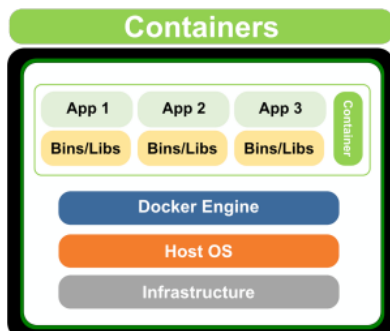 Containers
App 1 App 2 App 3
Container
Bins/Libs Bins/Libs Bins/Libs
Docker Engine
Host OS
Infrastructure